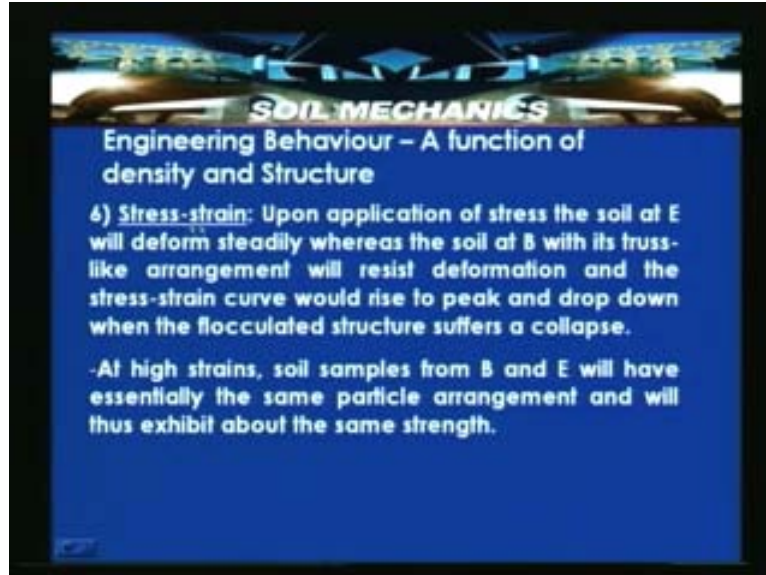 SOIL MECHANICS
Engineering Behaviour – A function of
density and Structure
6) Stress-strain: Upon application of stress the soil at E
will deform steadily whereas the soil at B with its truss-
like arrangement will resist deformation and the
stress-strain curve would rise to peak and drop down
when the flocculated structure suffers a collapse.
-At high strains, soil samples from B and E will have
essentially the same particle arrangement and will
thus exhibit about the same strength.